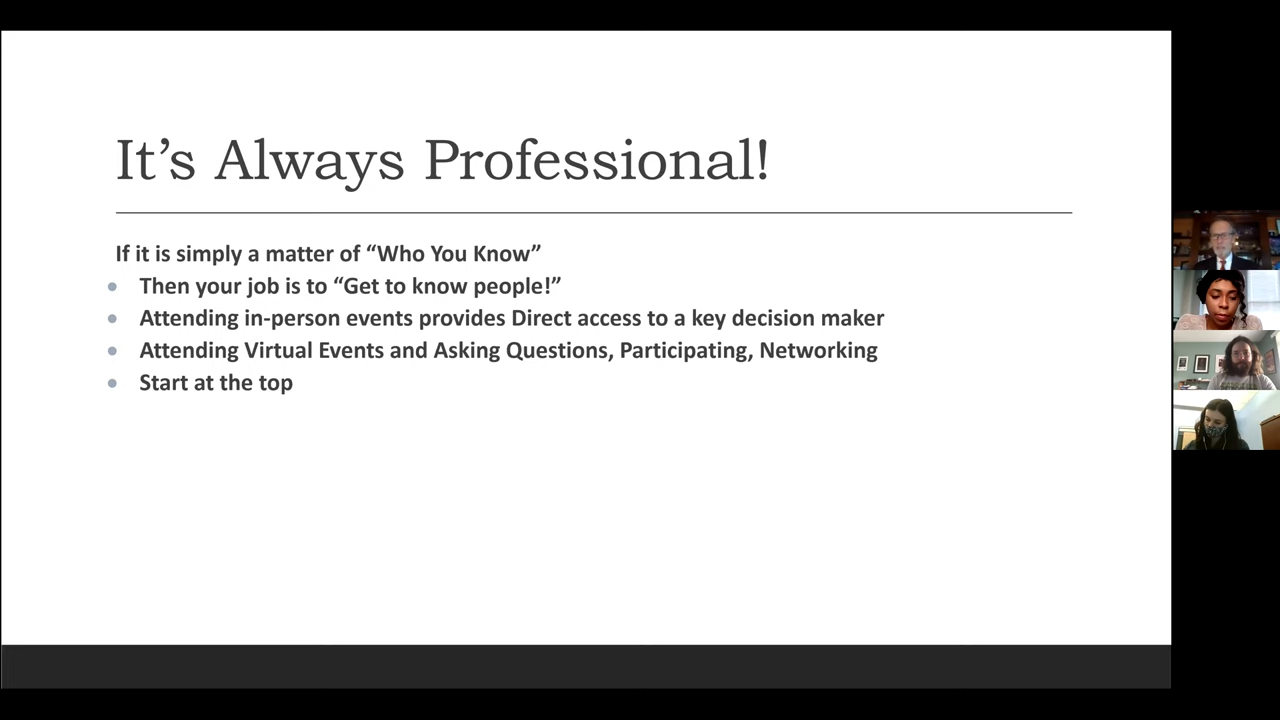 It’s Always Professional!
If it is simply a matter of “Who You Know”
Then your job is to “Get to know people!”
Attending in-person events provides Direct access to a key decision maker
Attending Virtual Events and Asking Questions, Participating, Networking
Start at the top